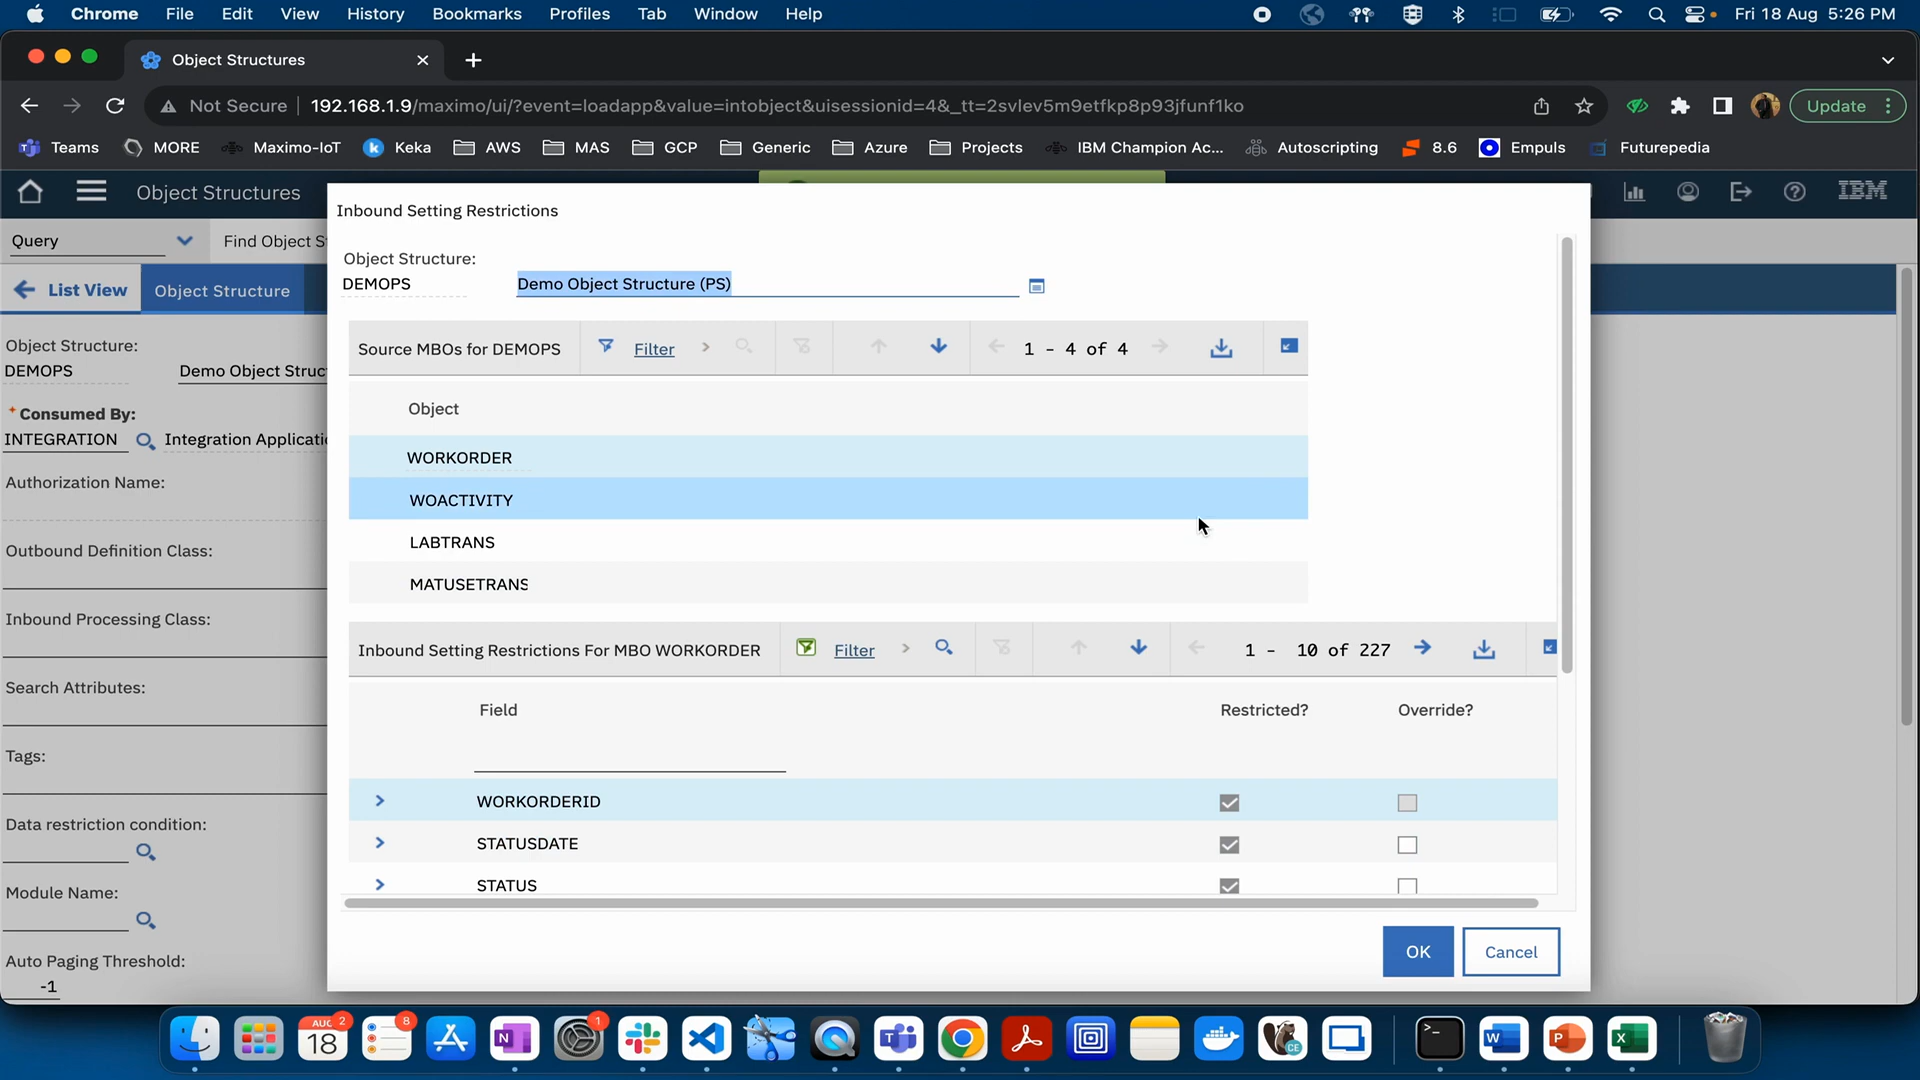 Chrome File Edit View History Bookmarks Profiles Tab Window Help Fri 18 Aug 5:26 PM
Object Structures
Not Secure 192.168.1.9/maximo/ui/?event=loadapp&value=intobject&uisessionid=4&_tt=2svlev5m9etfkp8p93jfunf1ko Update
Teams MORE Maximo-IoT Keka AWS MAS GCP Generic Azure Projects IBM Champion Ac... Autoscripting 8.6 Empuls Futurepedia
Object Structures IBM
Query Find Object S
List View Object Structure
Object Structure:
DEMOPS Demo Object Struc
* Consumed By:
INTEGRATION Integration Applicati
Authorization Name:
Outbound Definition Class:
Inbound Processing Class:
Search Attributes:
Tags:
Data restriction condition:
Module Name:
Auto Paging Threshold:
-1
Inbound Setting Restrictions
Object Structure:
DEMOPS Demo Object Structure (PS)
Source MBOs for DEMOPS Filter 1 - 4 of 4
Object
WORKORDER
WOACTIVITY
LABTRANS
MATUSETRANS
Inbound Setting Restrictions For MBO WORKORDER Filter 1 - 10 of 227
Field Restricted? Override?
WORKORDERID
STATUSDATE
STATUS
OK Cancel
AUG 2 18 8 N 1 CE >_ W P X